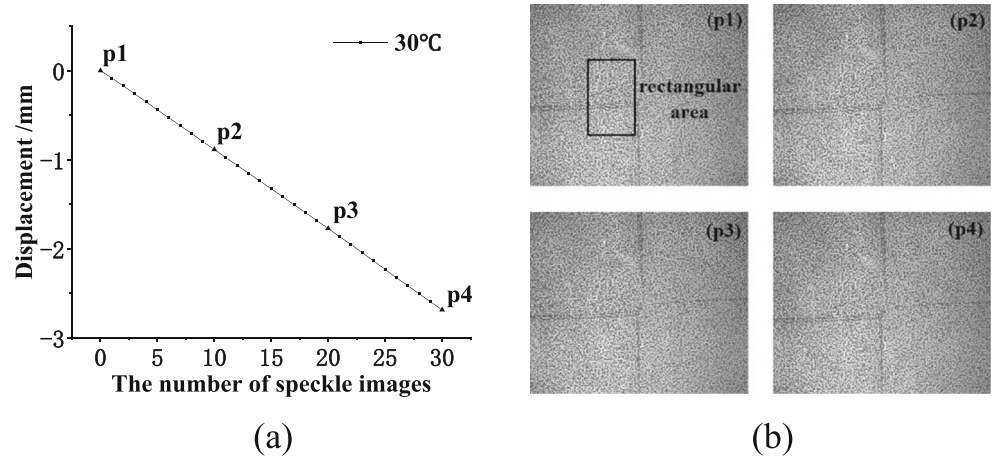 30℃
p1
p2
p3
p4
0
−1
−2
−3
Displacement /mm
0 5 10 15 20 25 30
The number of speckle images
(a)
(p1)
rectangular
area
(p2)
(p3)
(p4)
(b)